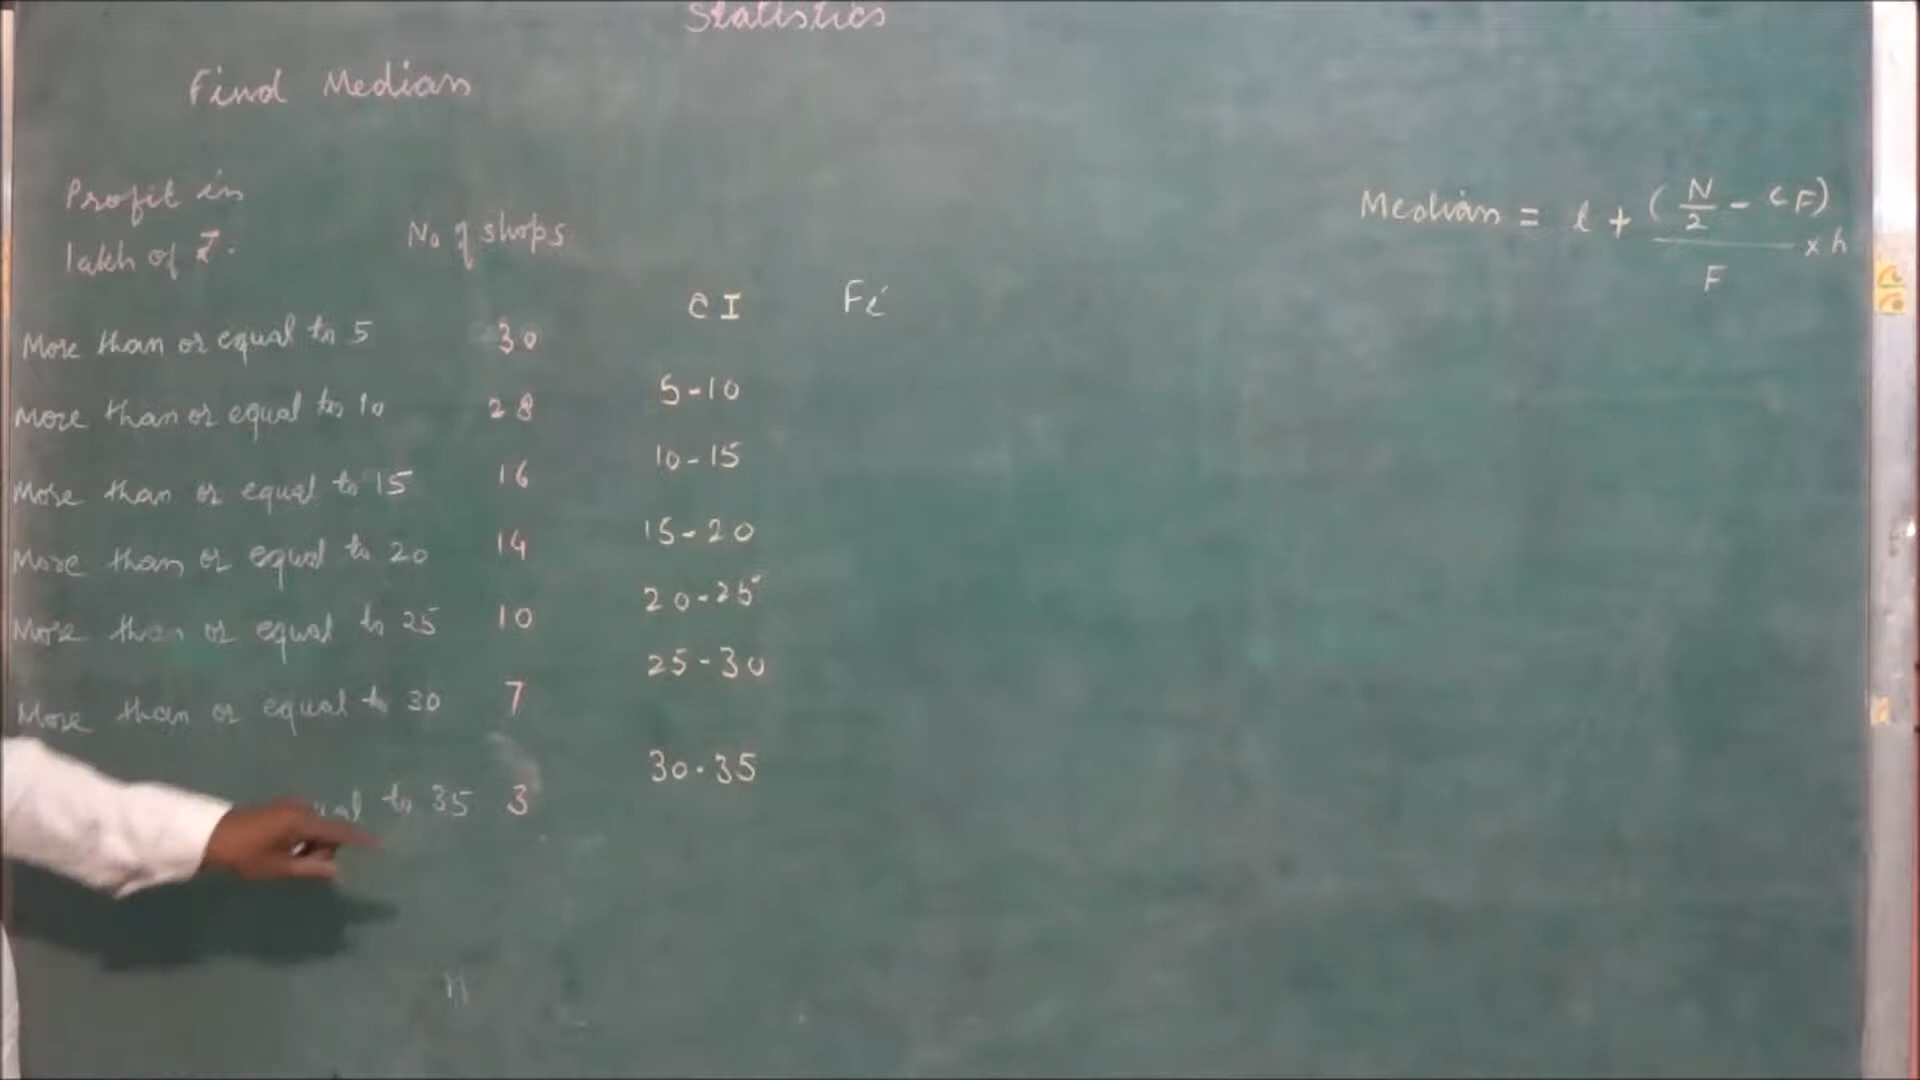 Statistics
Find Median
Profit in
lakh of ₹.
No of shops
More than or equal to 5 30
More than or equal to 10 28
More than or equal to 15 16
More than or equal to 20 14
More than or equal to 25 10
More than or equal to 30 7
ual to 35 3
CI Fi
5-10
10-15
15-20
20-25
25-30
30-35
Median = l + (N/2 - CF)/F × h